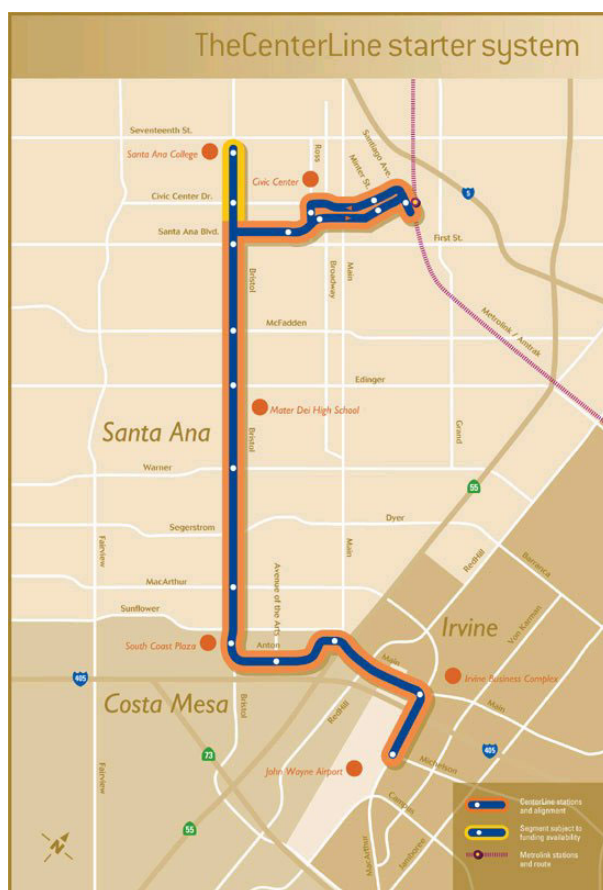 TheCenterLine starter system
Seventeenth St.
Santa Ana College
Ross
Santiago Ave.
Minter St.
Civic Center
5
Civic Center Dr.
Santa Ana Blvd.
First St.
Bristol
Broadway
Main
McFadden
Metrolink / Amtrak
Edinger
Mater Dei High School
Santa Ana
Bristol
Grand
Warner
55
Segerstrom
Dyer
Fairview
Main
RedHill
Barranca
MacArthur
Avenue of the Arts
Von Karman
Sunflower
Irvine
South Coast Plaza
Anton
Main
405
Irvine Business Complex
Costa Mesa
Bristol
RedHill
Main
405
73
Fairview
John Wayne Airport
Michelson
Campus
55
MacArthur
Jamboree
CenterLine stations
and alignment
Segment subject to
funding availability
Metrolink stations
and route
N